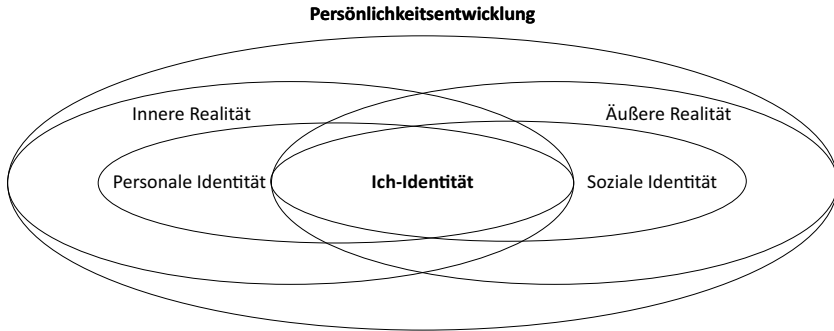 Persönlichkeitsentwicklung
Innere Realität
Äußere Realität
Personale Identität
Ich-Identität
Soziale Identität